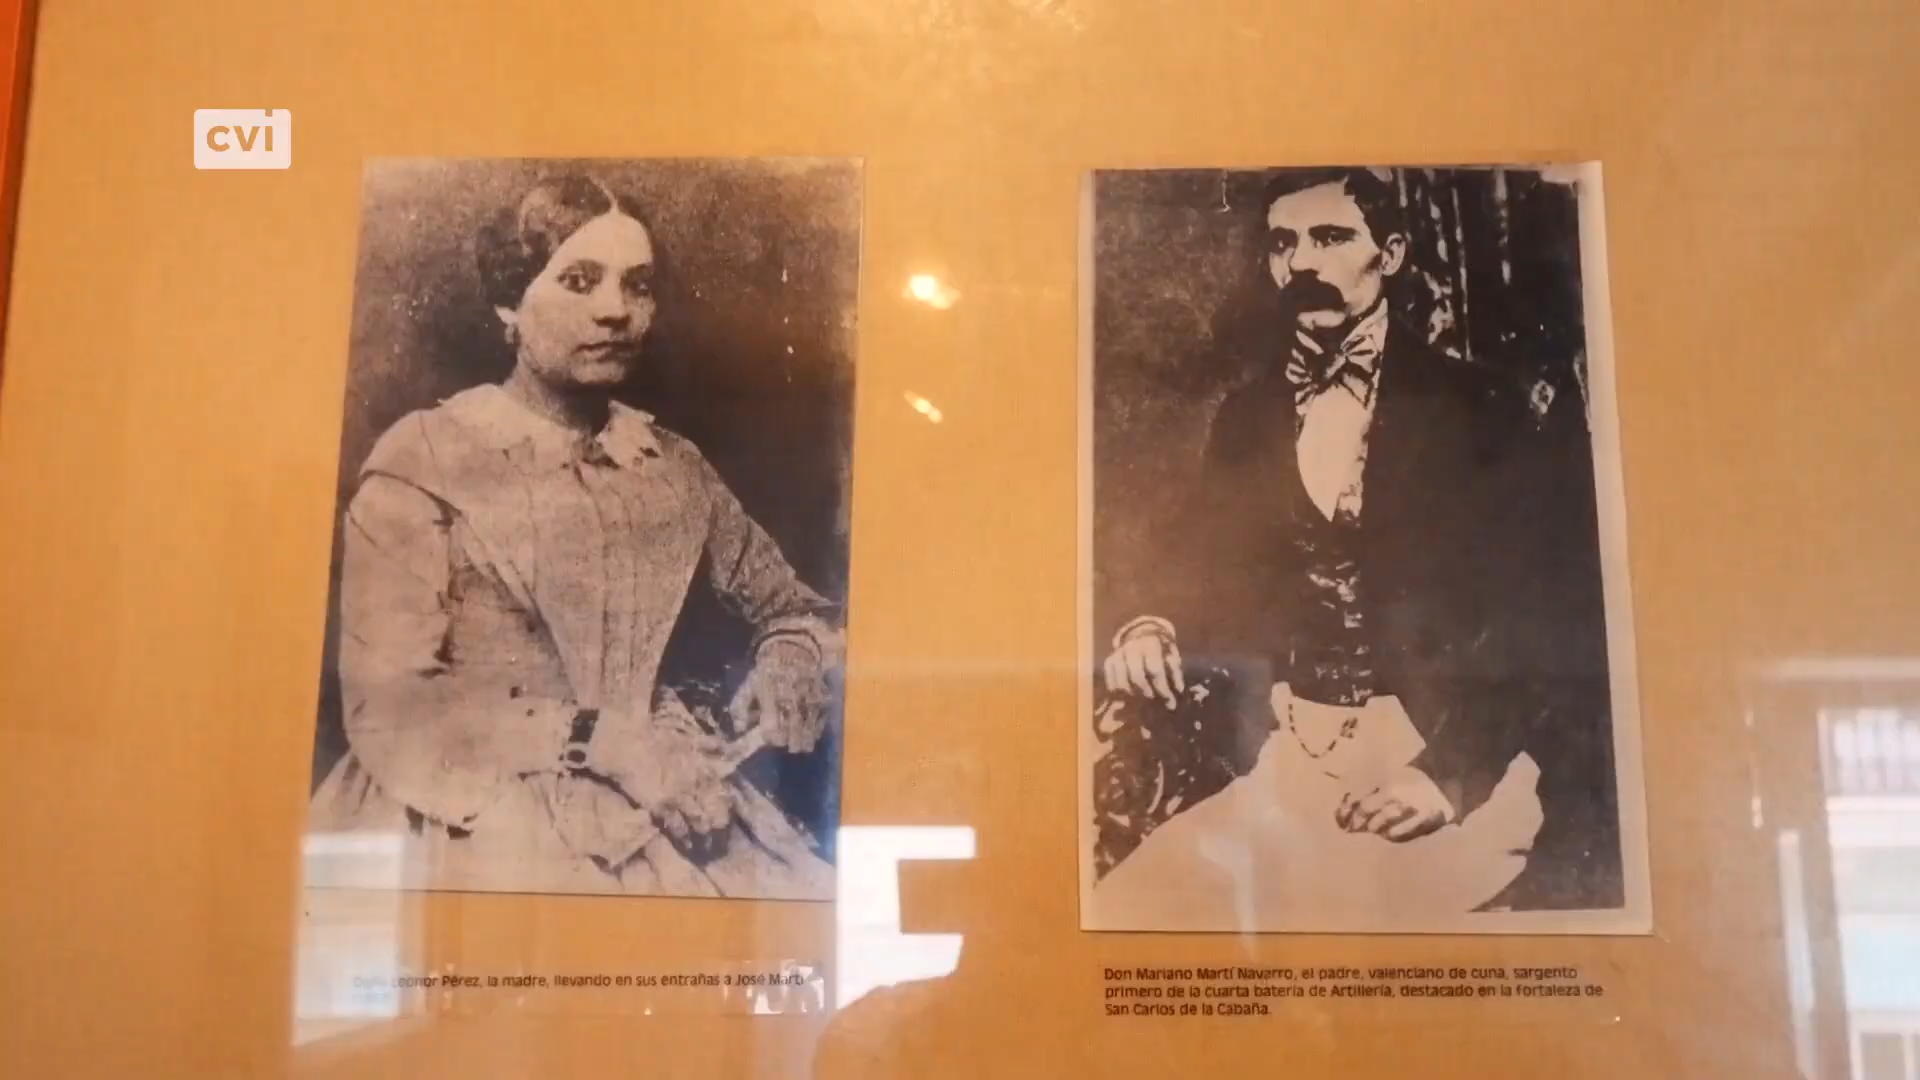 cvi
Doña Leonor Pérez, la madre, llevando en sus entrañas a José Martí
Don Mariano Martí Navarro, el padre, valenciano de cuna, sargento
primero de la cuarta batería de Artillería, destacado en la fortaleza de
San Carlos de la Cabaña.